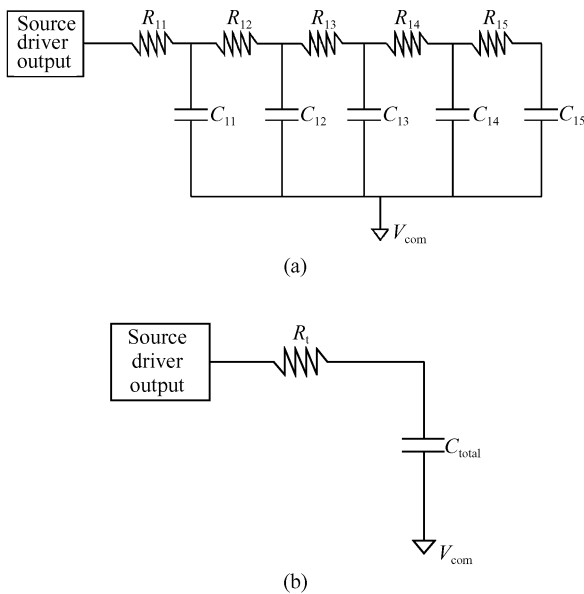 Source
driver
output
R11 R12 R13 R14 R15
C11 C12 C13 C14 C15
Vcom
(a)
Source
driver
output
Rt
Ctotal
Vcom
(b)